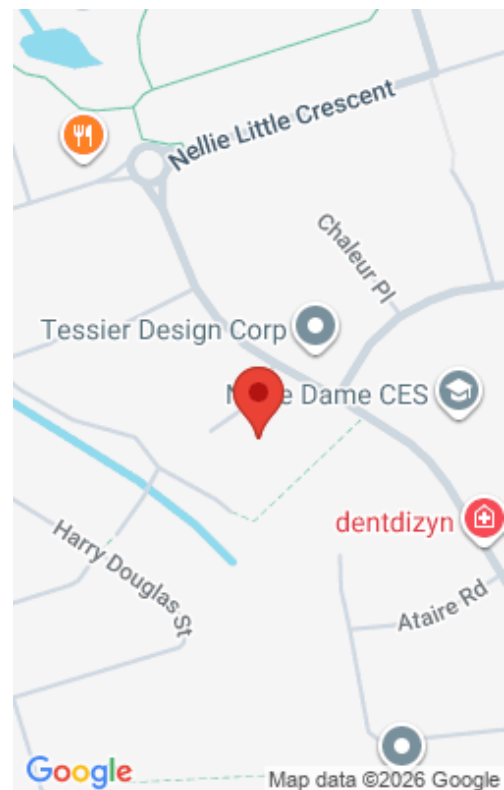 Nellie Little Crescent
Chaleur Pl
Tessier Design Corp
Dame CES
dentdizyn
Harry Douglas St
Ataire Rd
Google
Map data ©2026 Google